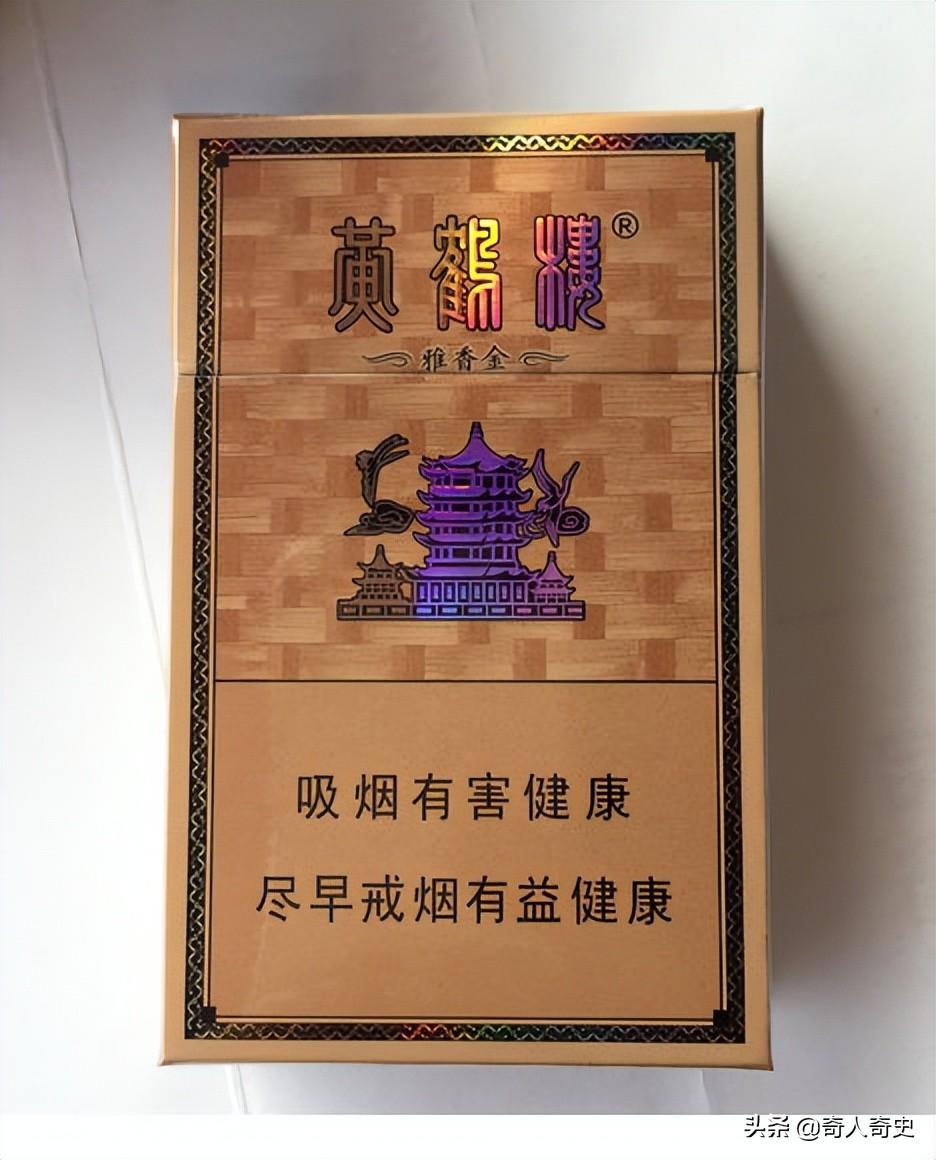 黄鹤楼®
雅香金
吸烟有害健康
尽早戒烟有益健康
头条 @奇人奇史